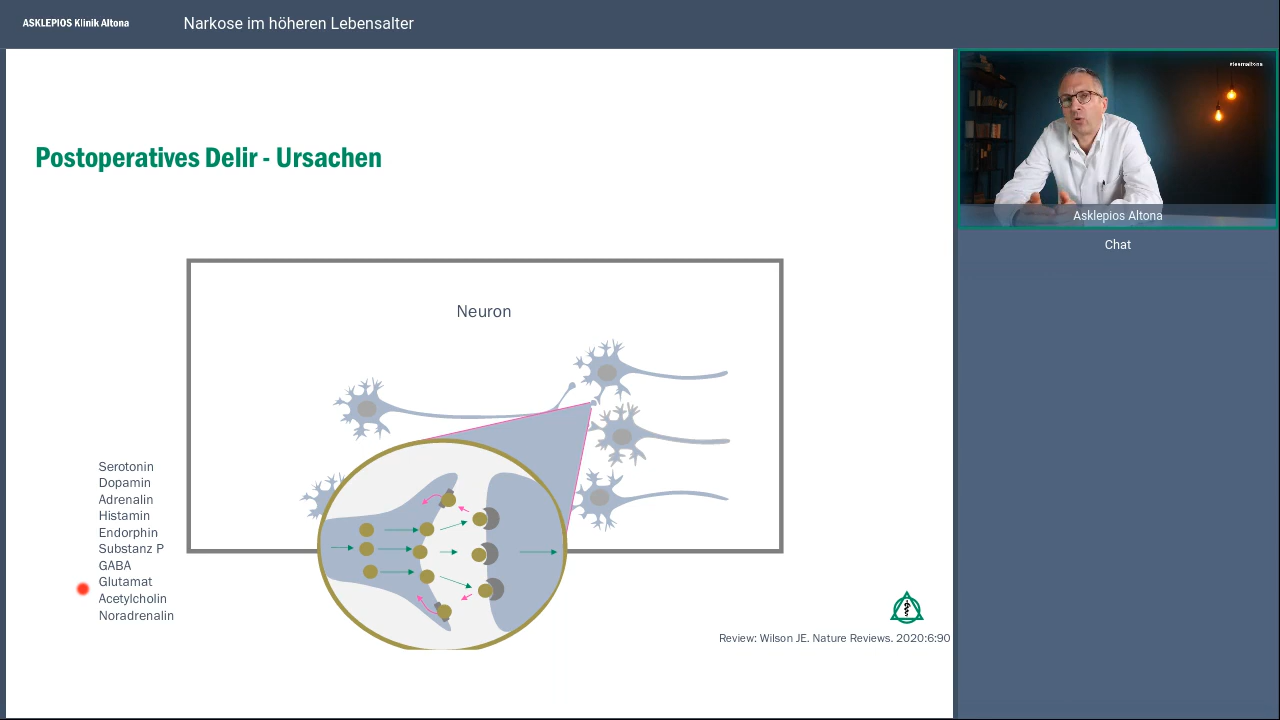 ASKLEPIOS Klinik Altona
Narkose im höheren Lebensalter
#teamaltona
Asklepios Altona
Chat
Postoperatives Delir - Ursachen
Neuron
Serotonin
Dopamin
Adrenalin
Histamin
Endorphin
Substanz P
GABA
Glutamat
Acetylcholin
Noradrenalin
Review: Wilson JE. Nature Reviews. 2020:6:90